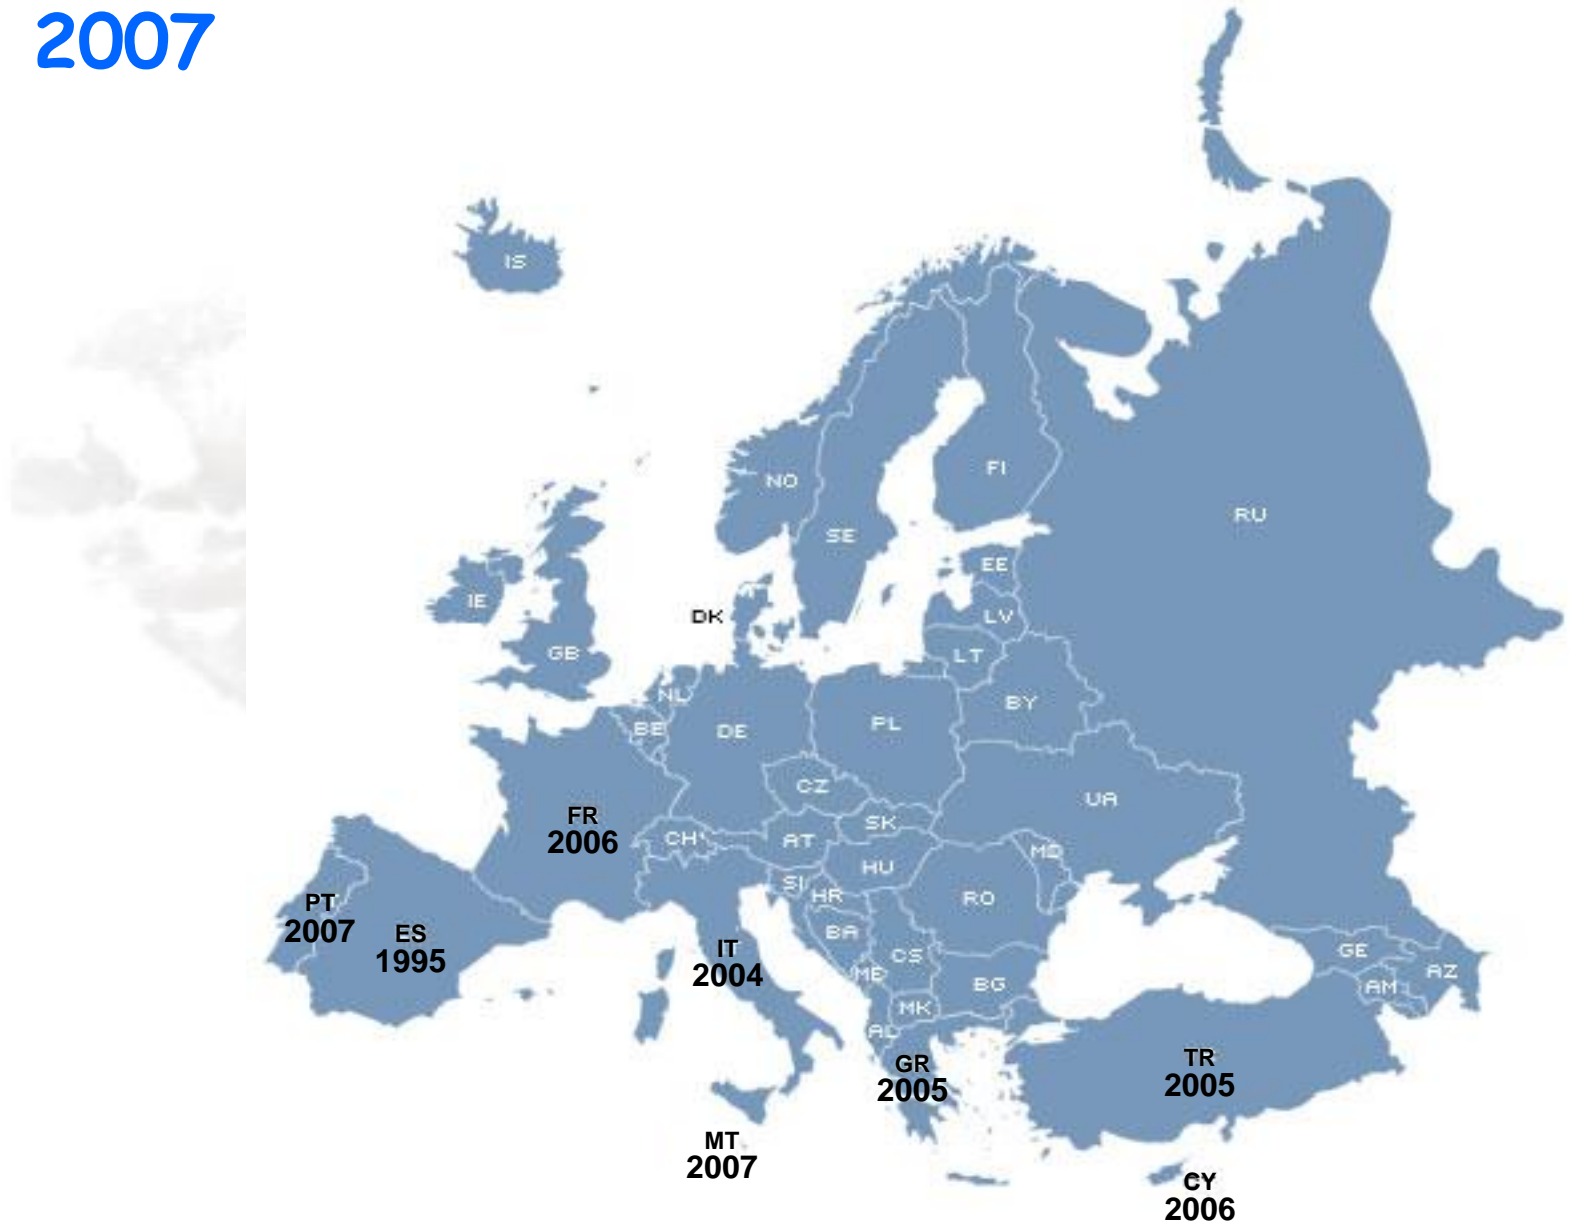 2007
IS
NO
SE
FI
RU
EE
LV
LT
DK
IE
GB
NL
BE
DE
PL
BY
CZ
UA
SK
FR
2006
CH
AT
HU
MD
SI
HR
RO
PT
2007
ES
1995
IT
2004
BA
CS
ME
BG
MK
AL
GE
AZ
AM
GR
2005
TR
2005
MT
2007
CY
2006